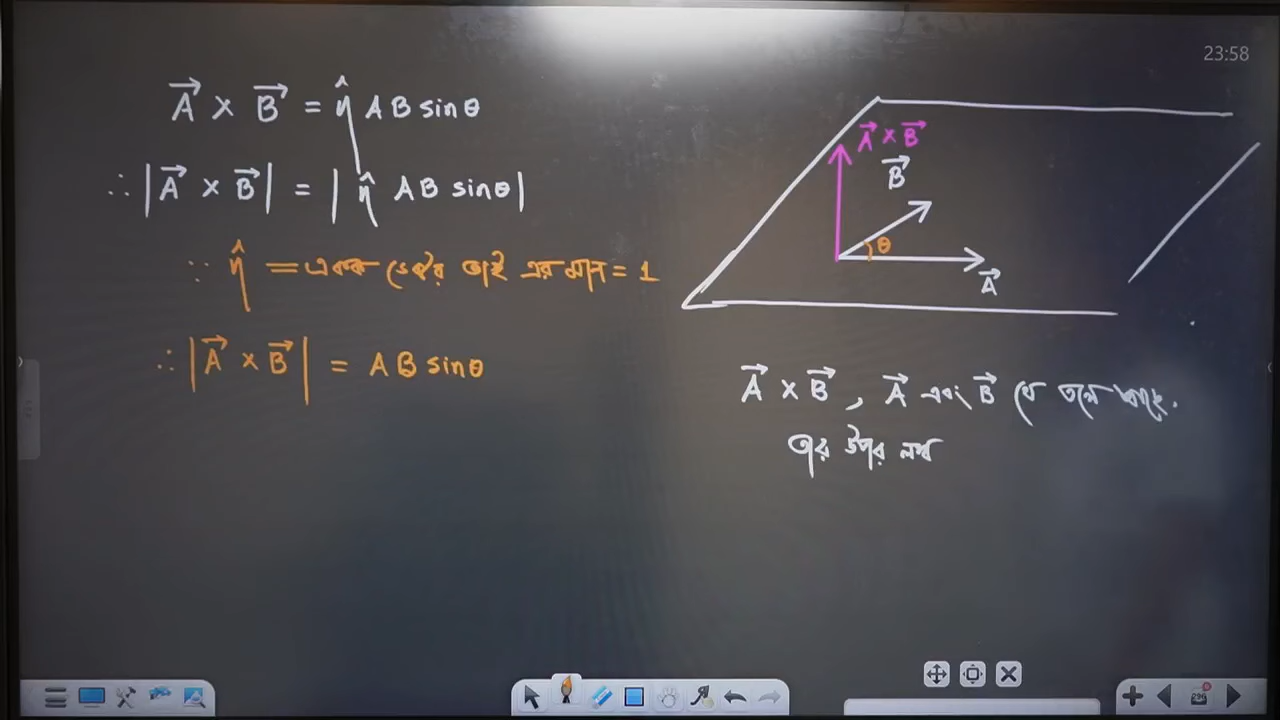 23:58
A⃗ × B⃗ = η̂ AB sinθ
∴ |A⃗ × B⃗| = |η̂ AB sinθ|
∵ η̂ = একক ভেক্টর তাই এর মান = 1
∴ |A⃗ × B⃗| = AB sinθ
A⃗ × B⃗
B⃗
θ
A⃗
A⃗ × B⃗, A⃗ এবং B⃗ যে তলে আছে.
তার উপর লম্ব